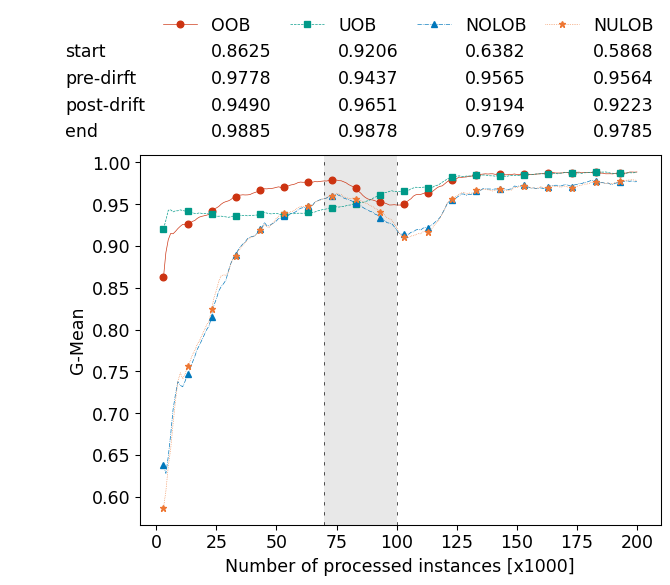 OOB UOB NOLOB NULOB
start 0.8625 0.9206 0.6382 0.5868
pre-dirft 0.9778 0.9437 0.9565 0.9564
post-drift 0.9490 0.9651 0.9194 0.9223
end 0.9885 0.9878 0.9769 0.9785
1.00
0.95
0.90
0.85
0.80
0.75
0.70
0.65
0.60
G-Mean
0 25 50 75 100 125 150 175 200
Number of processed instances [x1000]